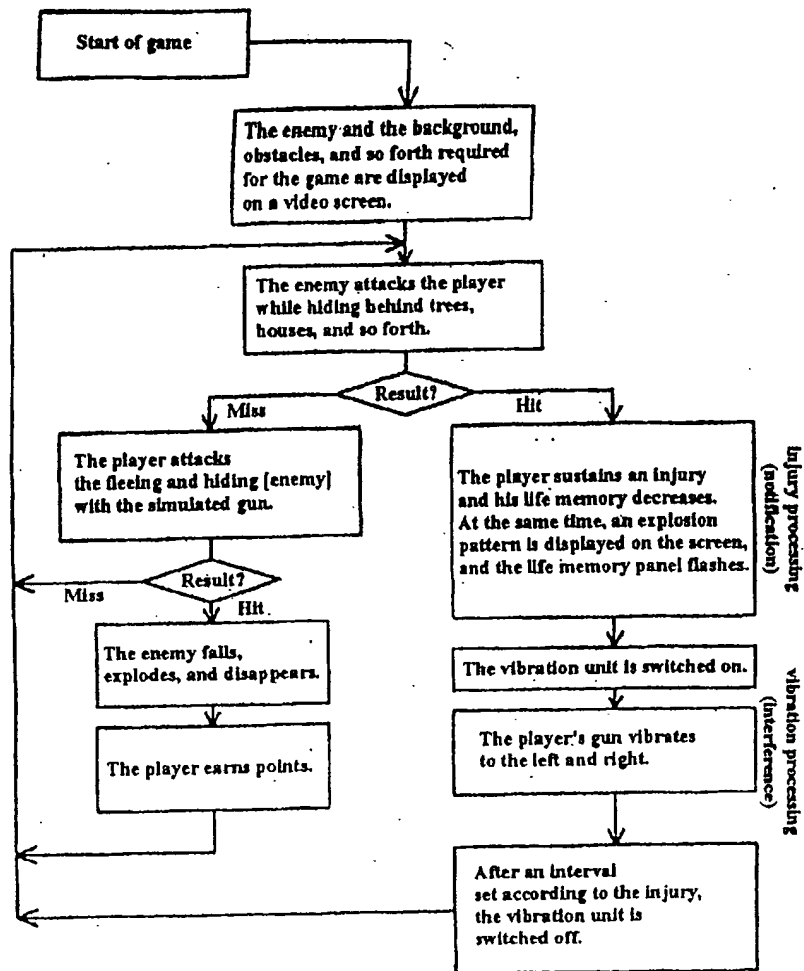 Start of game
The enemy and the background,
obstacles, and so forth required
for the game are displayed
on a video screen.
The enemy attacks the player
while hiding behind trees,
houses, and so forth.
Result?
Miss
Hit
The player attacks
the fleeing and hiding [enemy]
with the simulated gun.
Result?
Miss
Hit
The enemy falls,
explodes, and disappears.
The player earns points.
The player sustains an injury
and his life memory decreases.
At the same time, an explosion
pattern is displayed on the screen,
and the life memory panel flashes.
injury processing
(notification)
The vibration unit is switched on.
The player's gun vibrates
to the left and right.
vibration processing
(interference)
After an interval
set according to the injury,
the vibration unit is
switched off.